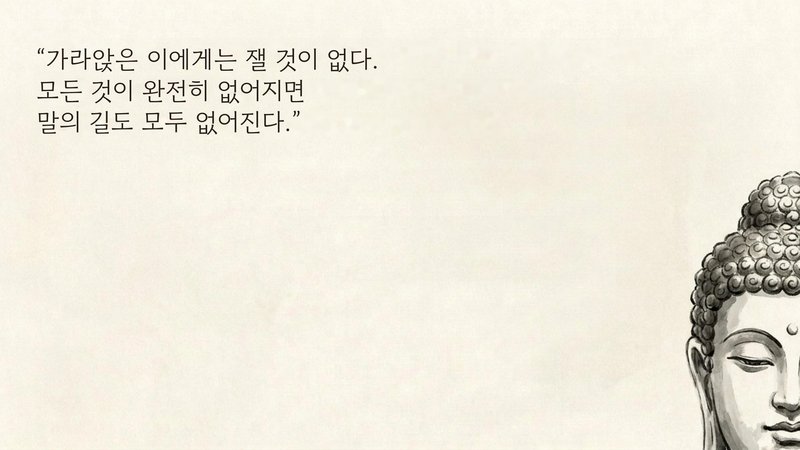 “가라앉은 이에게는 잴 것이 없다.
모든 것이 완전히 없어지면
말의 길도 모두 없어진다.”